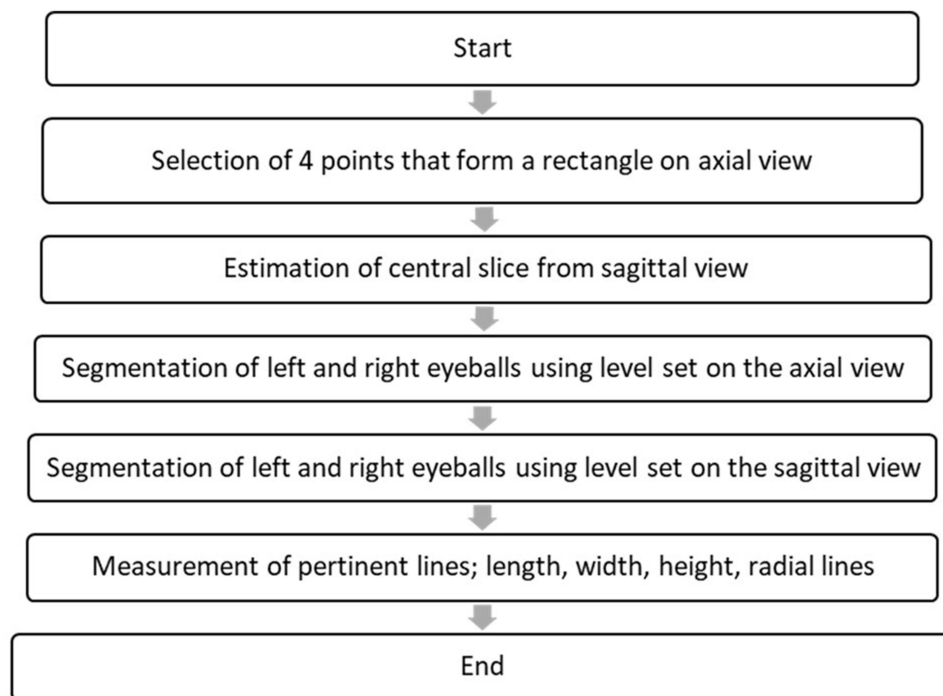 Start
Selection of 4 points that form a rectangle on axial view
Estimation of central slice from sagittal view
Segmentation of left and right eyeballs using level set on the axial view
Segmentation of left and right eyeballs using level set on the sagittal view
Measurement of pertinent lines; length, width, height, radial lines
End